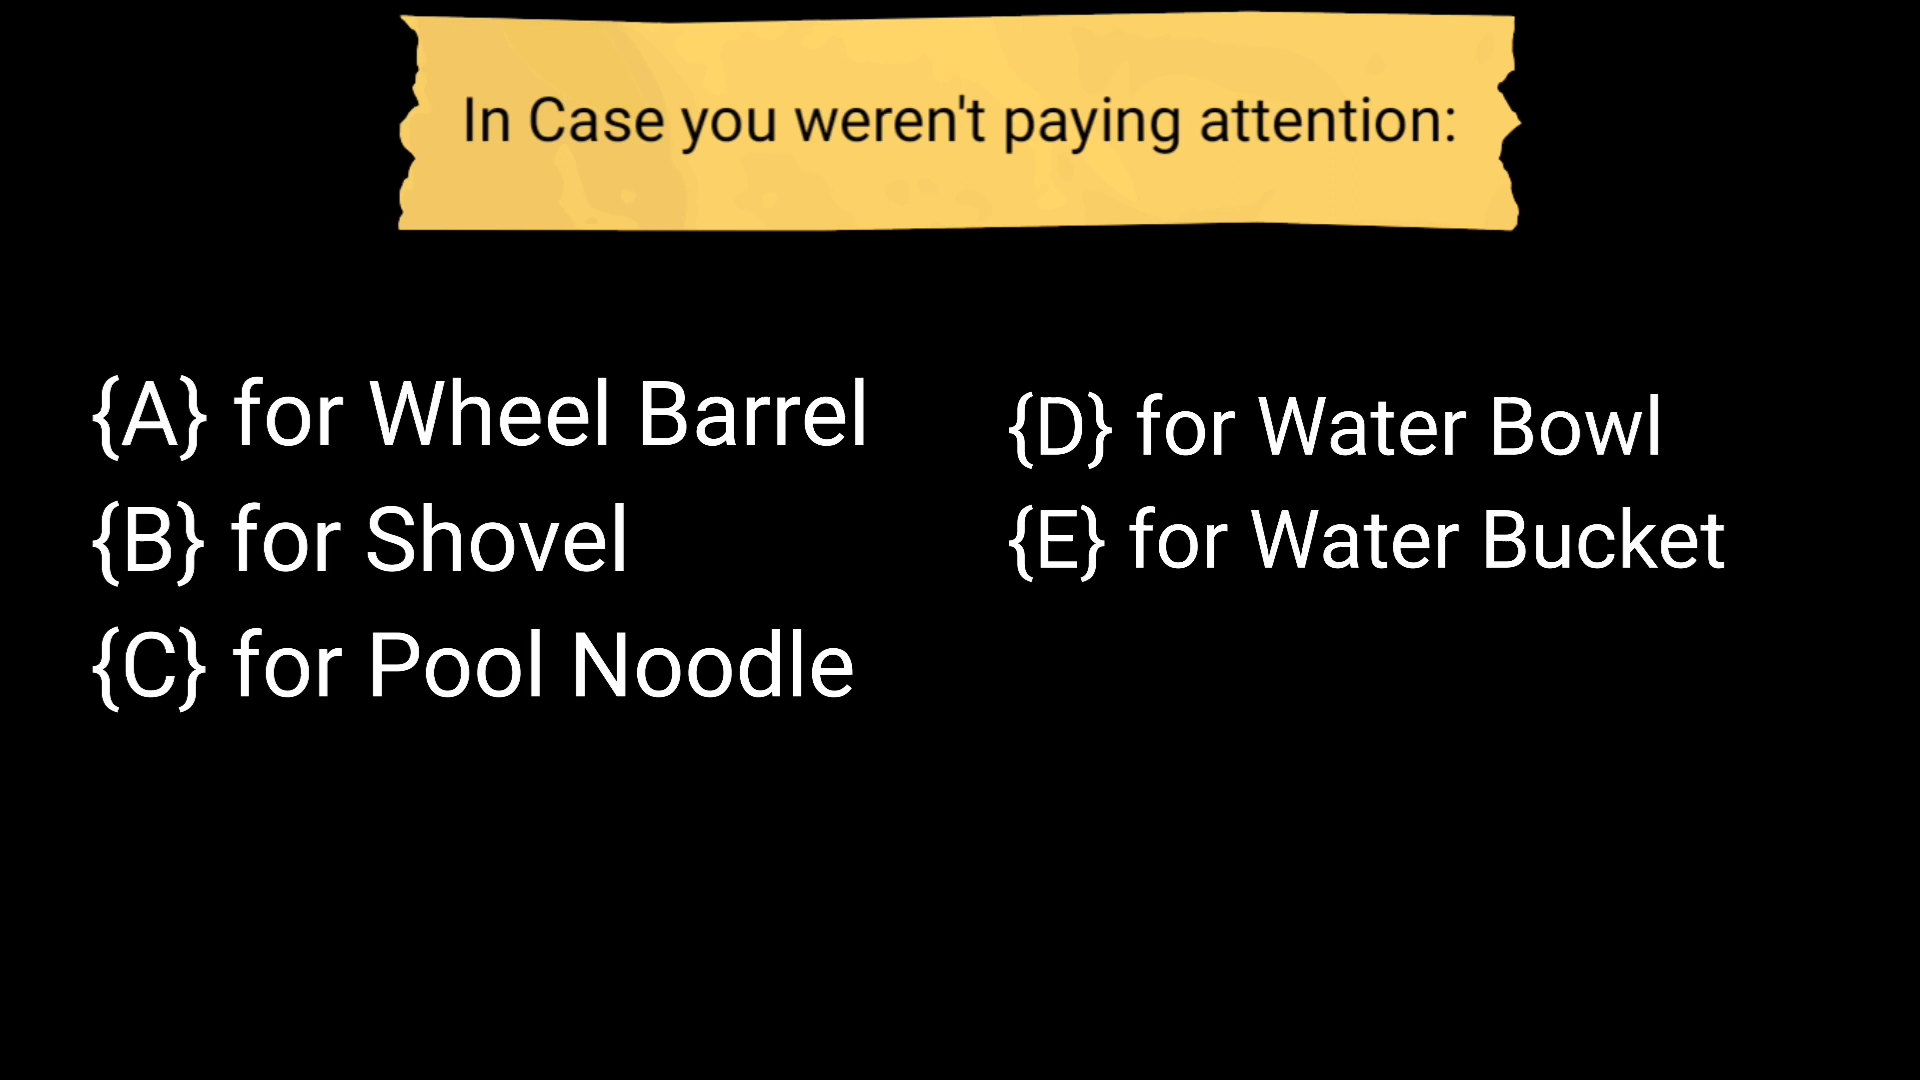 In Case you weren't paying attention:
{A} for Wheel Barrel
{B} for Shovel
{C} for Pool Noodle
{D} for Water Bowl
{E} for Water Bucket